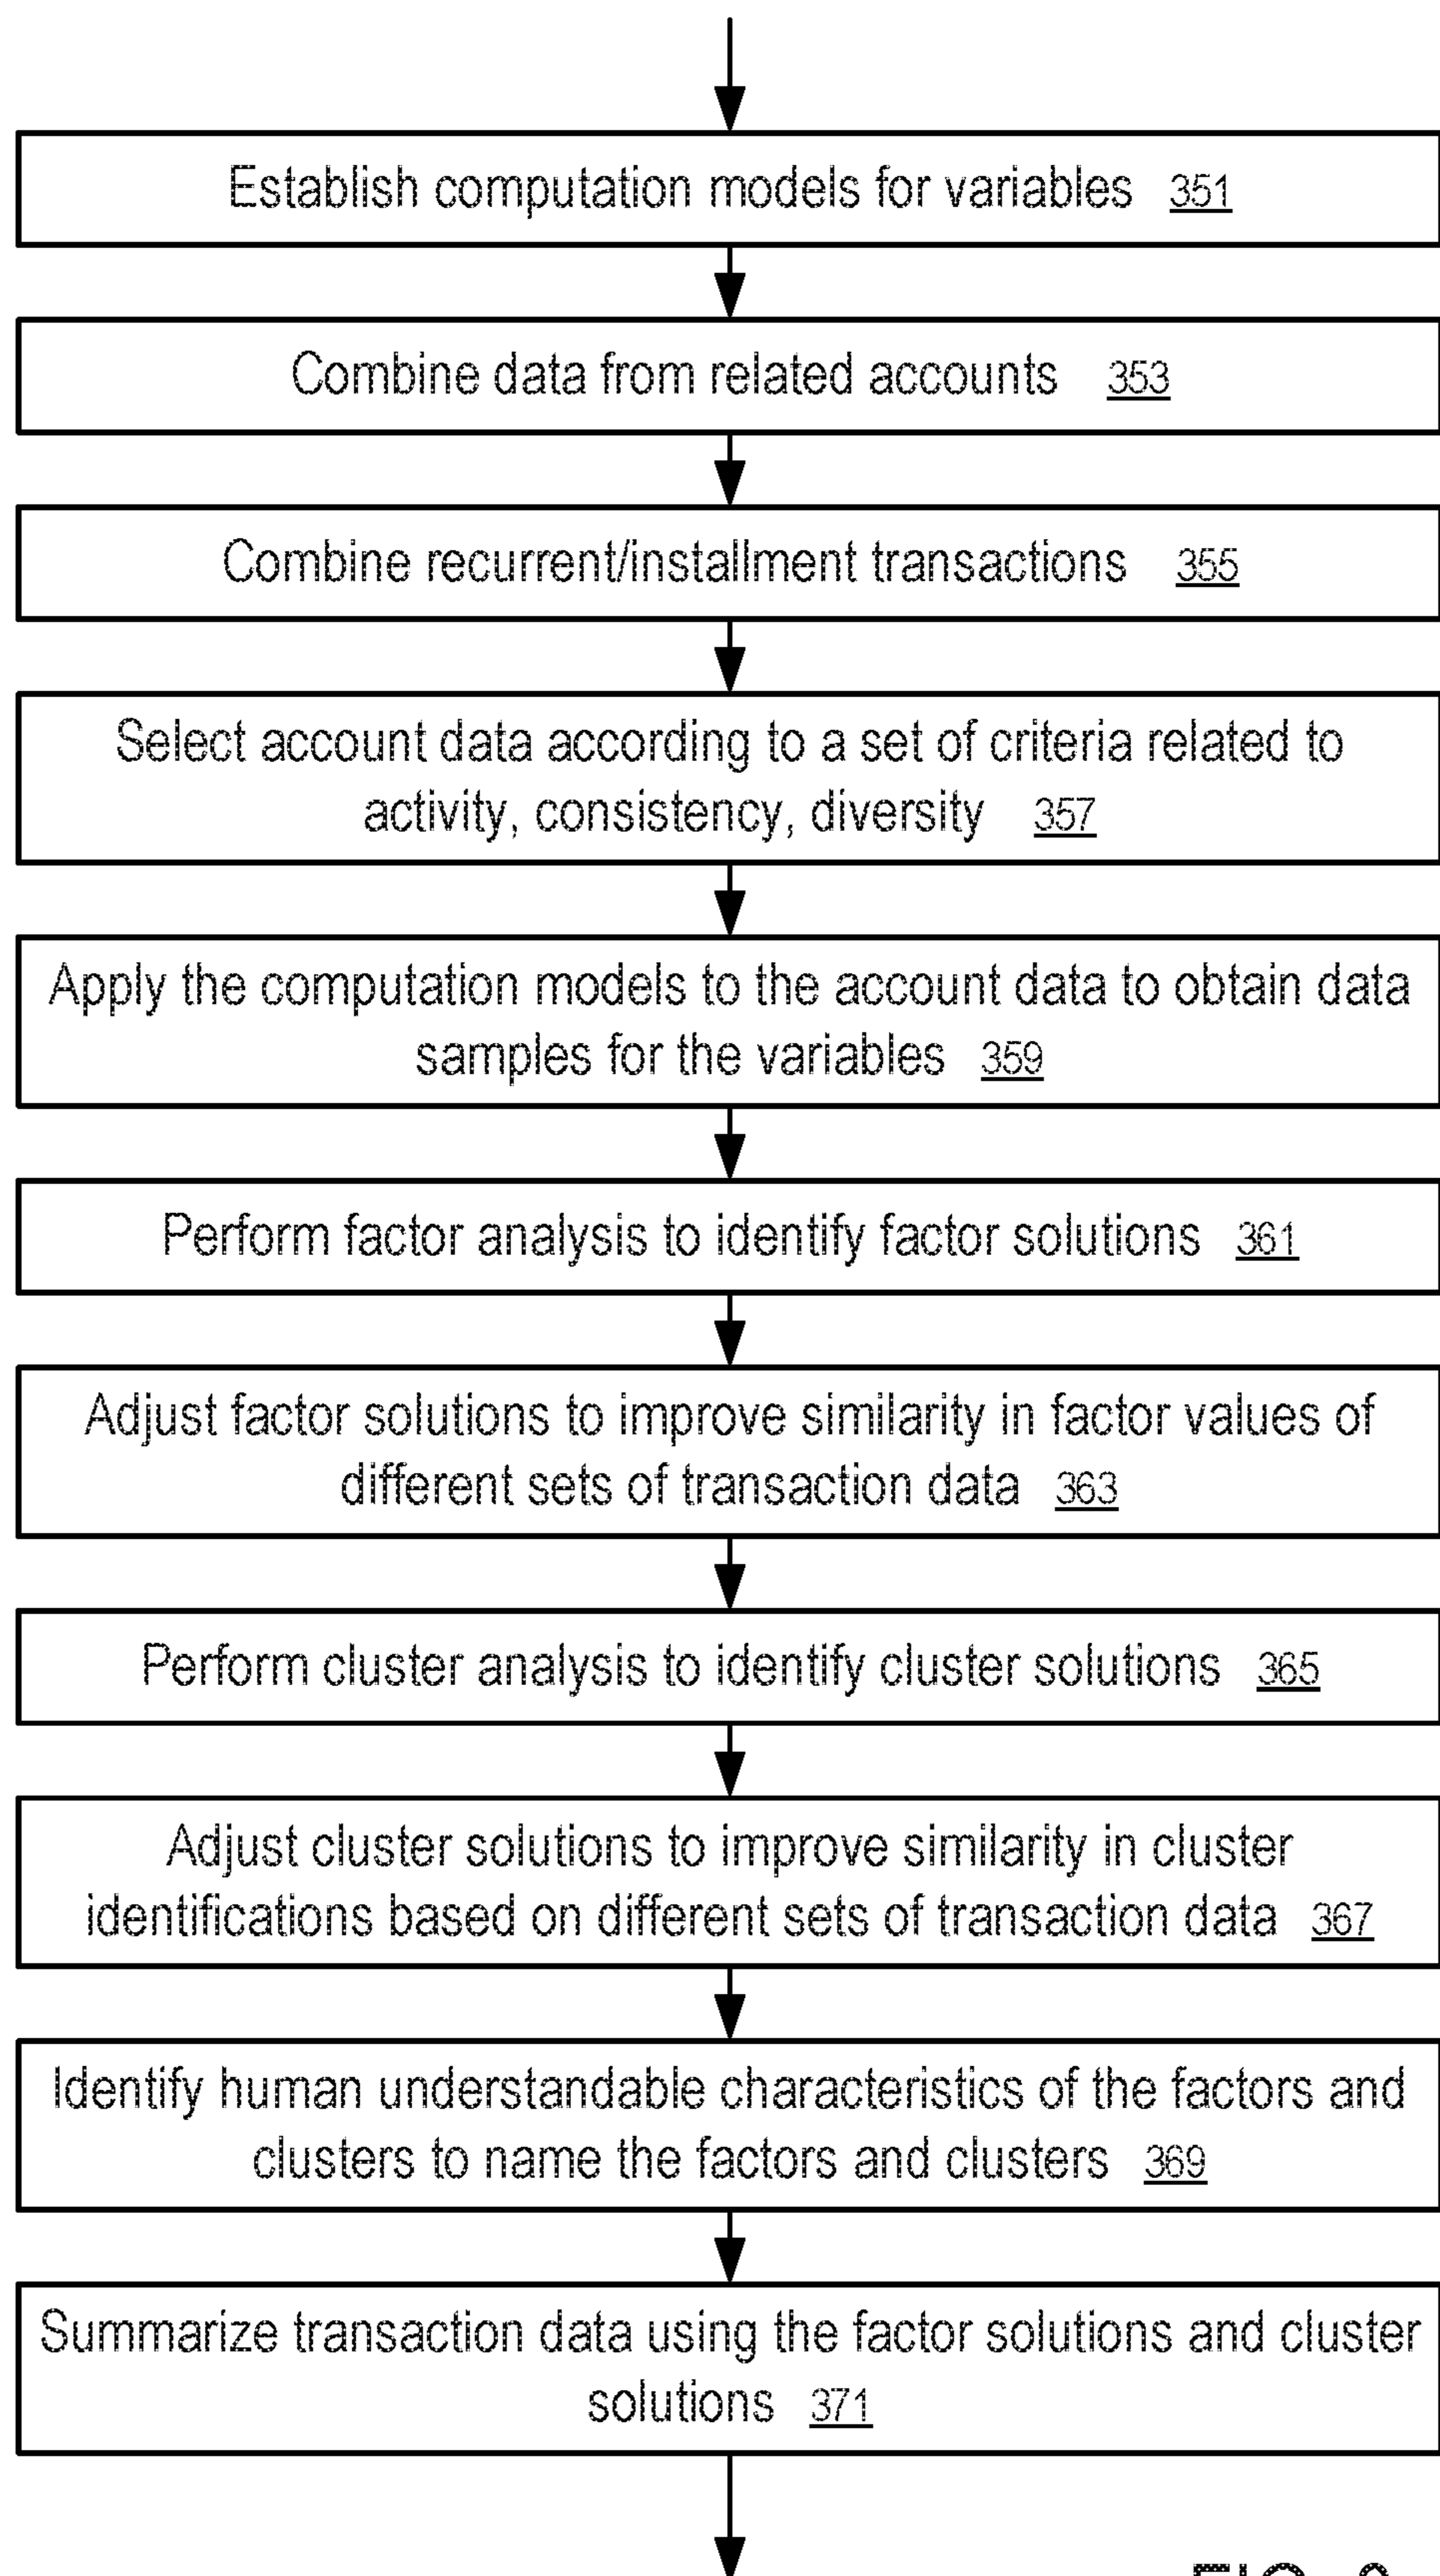 Establish computation models for variables 351
Combine data from related accounts 353
Combine recurrent/installment transactions 355
Select account data according to a set of criteria related to
activity, consistency, diversity 357
Apply the computation models to the account data to obtain data
samples for the variables 359
Perform factor analysis to identify factor solutions 361
Adjust factor solutions to improve similarity in factor values of
different sets of transaction data 363
Perform cluster analysis to identify cluster solutions 365
Adjust cluster solutions to improve similarity in cluster
identifications based on different sets of transaction data 367
Identify human understandable characteristics of the factors and
clusters to name the factors and clusters 369
Summarize transaction data using the factor solutions and cluster
solutions 371
FIG.